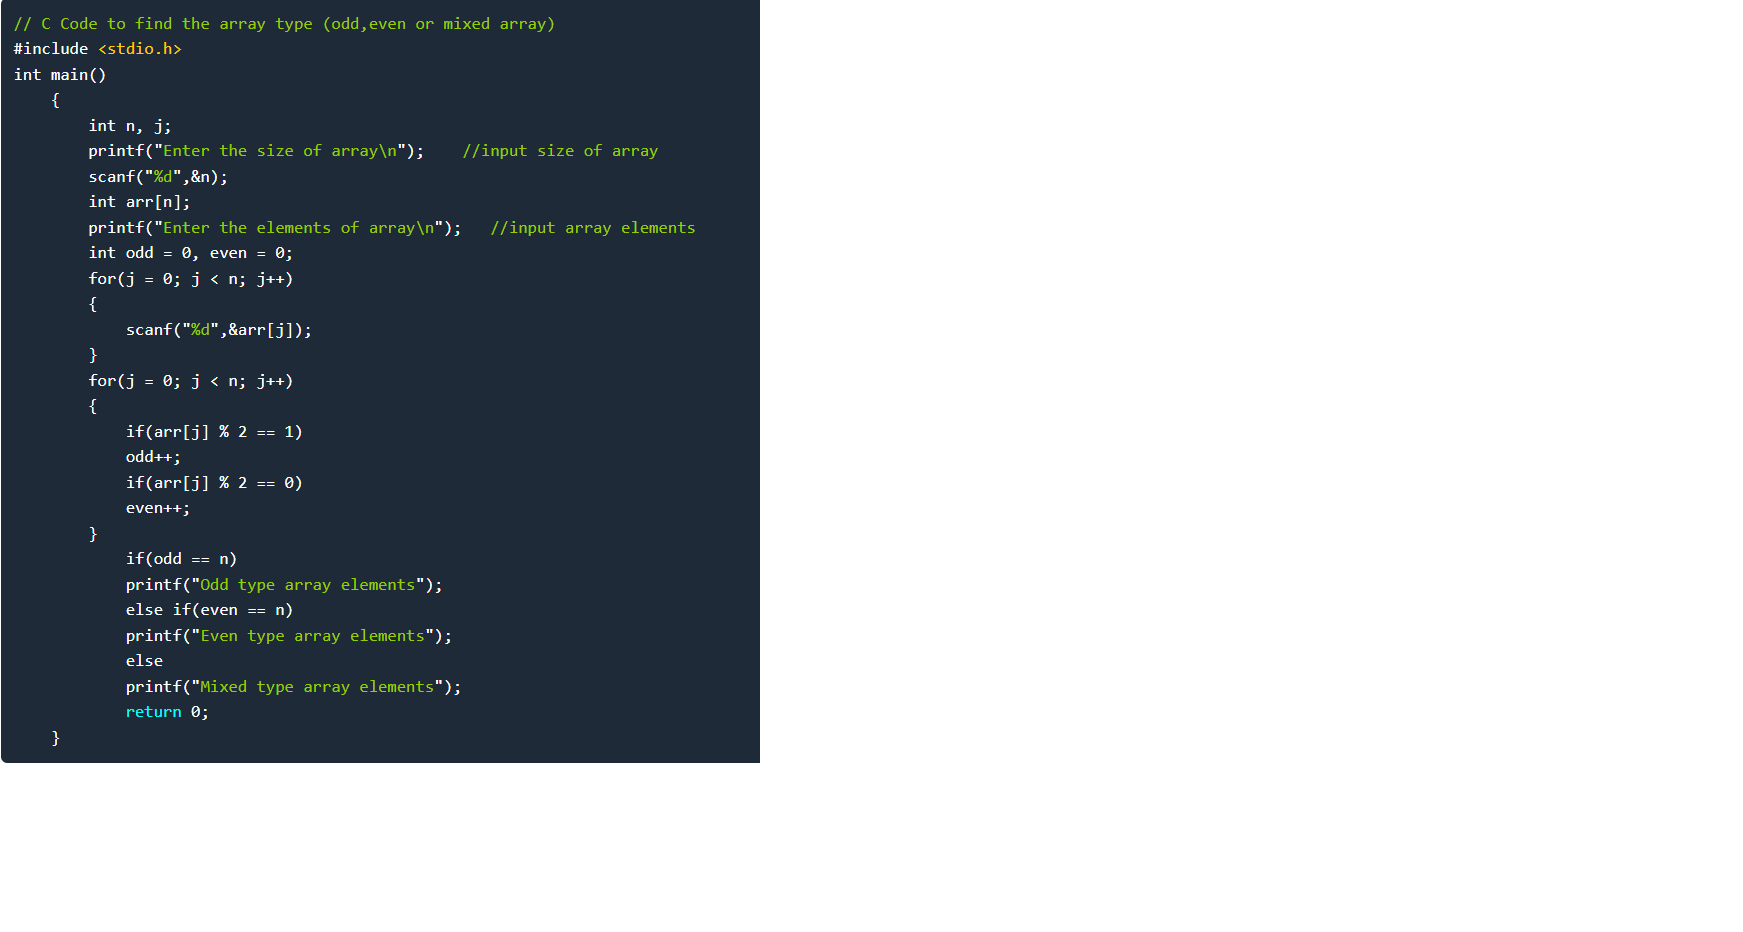 // C Code to find the array type (odd,even or mixed array)
#include <stdio.h>
int main()
    {
        int n, j;
        printf("Enter the size of array\n");    //input size of array
        scanf("%d",&n);
        int arr[n];
        printf("Enter the elements of array\n");   //input array elements
        int odd = 0, even = 0;
        for(j = 0; j < n; j++)
        {
            scanf("%d",&arr[j]);
        }
        for(j = 0; j < n; j++)
        {
            if(arr[j] % 2 == 1)
            odd++;
            if(arr[j] % 2 == 0)
            even++;
        }
            if(odd == n)
            printf("Odd type array elements");
            else if(even == n)
            printf("Even type array elements");
            else
            printf("Mixed type array elements");
            return 0;
    }